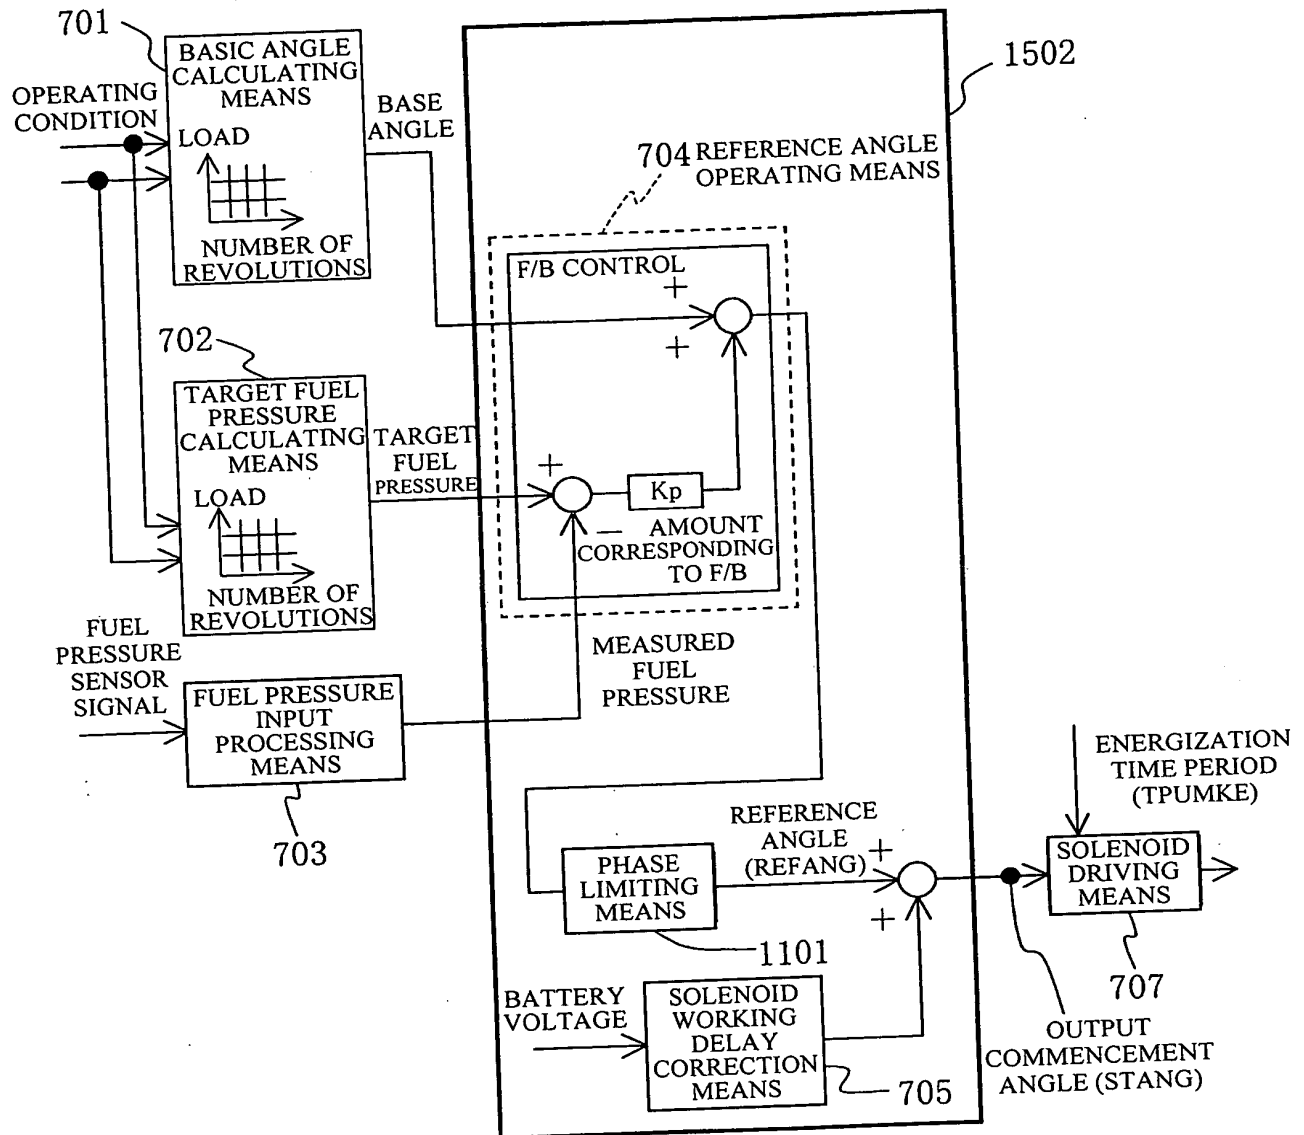 701
BASIC ANGLE
CALCULATING
MEANS
LOAD
NUMBER OF
REVOLUTIONS
OPERATING
CONDITION
BASE
ANGLE
1502
704 REFERENCE ANGLE
OPERATING MEANS
F/B CONTROL
+
+
702
TARGET FUEL
PRESSURE
CALCULATING
MEANS
LOAD
NUMBER OF
REVOLUTIONS
TARGET
FUEL
PRESSURE
+
Kp
−
AMOUNT
CORRESPONDING
TO F/B
FUEL
PRESSURE
SENSOR
SIGNAL
FUEL PRESSURE
INPUT
PROCESSING
MEANS
703
MEASURED
FUEL
PRESSURE
ENERGIZATION
TIME PERIOD
(TPUMKE)
PHASE
LIMITING
MEANS
1101
REFERENCE
ANGLE
(REFANG)
+
+
SOLENOID
DRIVING
MEANS
707
BATTERY
VOLTAGE
SOLENOID
WORKING
DELAY
CORRECTION
MEANS
705
OUTPUT
COMMENCEMENT
ANGLE (STANG)